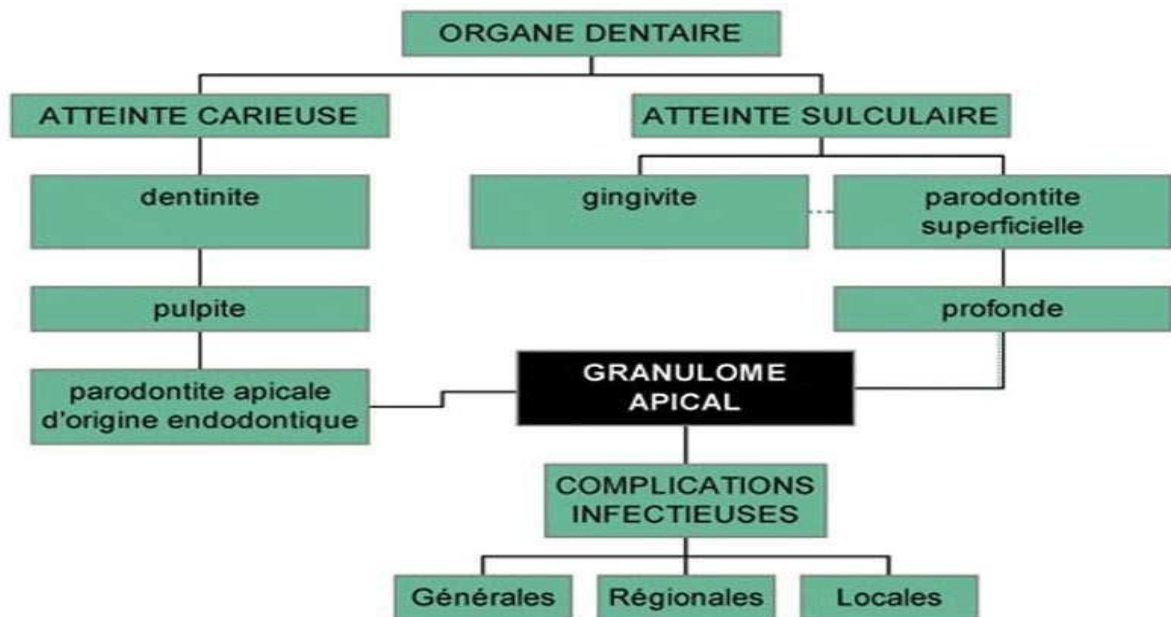 ORGANE DENTAIRE
ATTEINTE CARIEUSE
ATTEINTE SULCULAIRE
dentinite
gingivite
parodontite
superficielle
pulpite
profonde
parodontite apicale
d'origine endodontique
GRANULOME
APICAL
COMPLICATIONS
INFECTIEUSES
Générales
Régionales
Locales